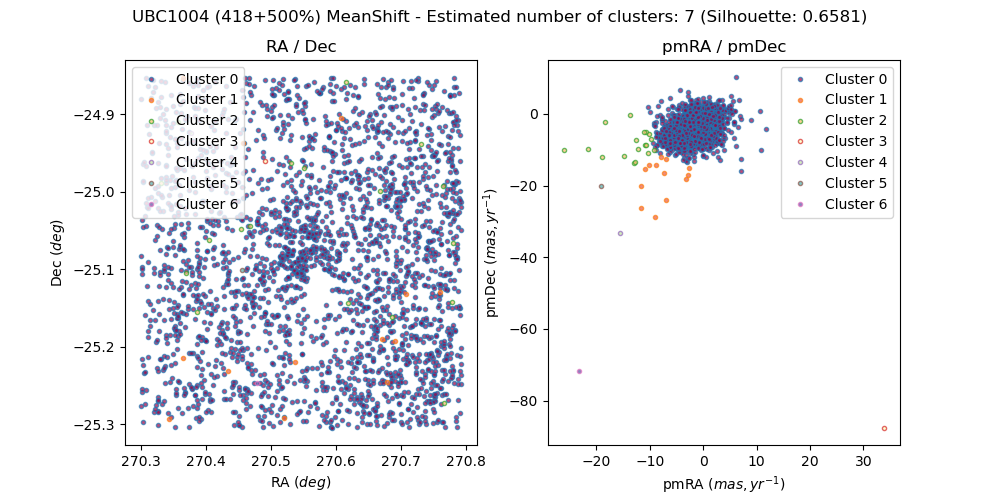 UBC1004 (418+500%) MeanShift - Estimated number of clusters: 7 (Silhouette: 0.6581)
RA / Dec
Cluster 0
Cluster 1
Cluster 2
Cluster 3
Cluster 4
Cluster 5
Cluster 6
−24.9
−25.0
−25.1
−25.2
−25.3
Dec (deg)
270.3 270.4 270.5 270.6 270.7 270.8
RA (deg)
pmRA / pmDec
Cluster 0
Cluster 1
Cluster 2
Cluster 3
Cluster 4
Cluster 5
Cluster 6
0
−20
−40
−60
−80
pmDec (mas, yr⁻¹)
−20 −10 0 10 20 30
pmRA (mas, yr⁻¹)